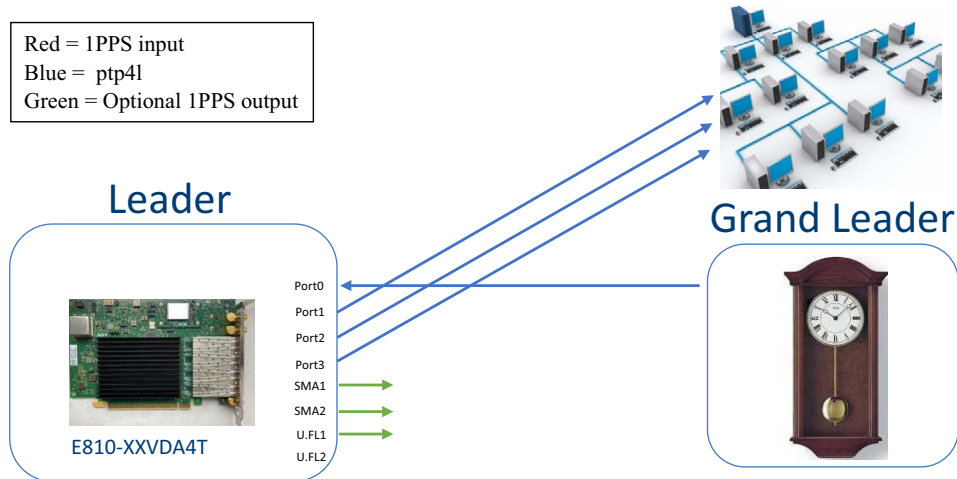 Red = 1PPS input
Blue = ptp4l
Green = Optional 1PPS output
Leader
Grand Leader
Port0
Port1
Port2
Port3
SMA1
SMA2
U.FL1
U.FL2
E810-XXVDA4T